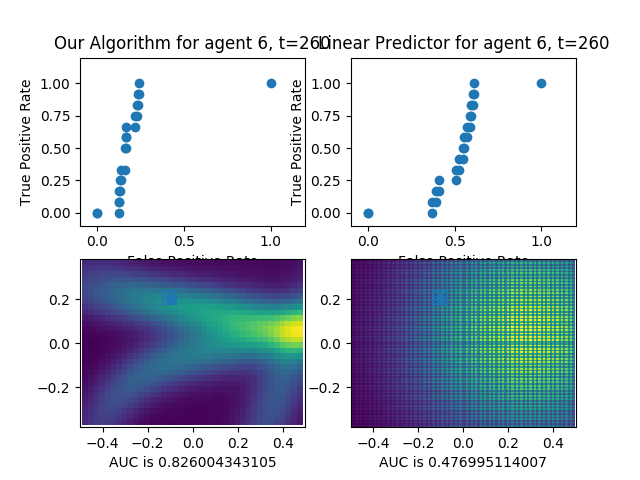 Our Algorithm for agent 6, t=260
Linear Predictor for agent 6, t=260
True Positive Rate
1.00
0.75
0.50
0.25
0.00
0.0 0.5 1.0
False Positive Rate
True Positive Rate
1.00
0.75
0.50
0.25
0.00
0.0 0.5 1.0
False Positive Rate
0.2
0.0
−0.2
−0.4 −0.2 0.0 0.2 0.4
AUC is 0.826004343105
0.2
0.0
−0.2
−0.4 −0.2 0.0 0.2 0.4
AUC is 0.476995114007